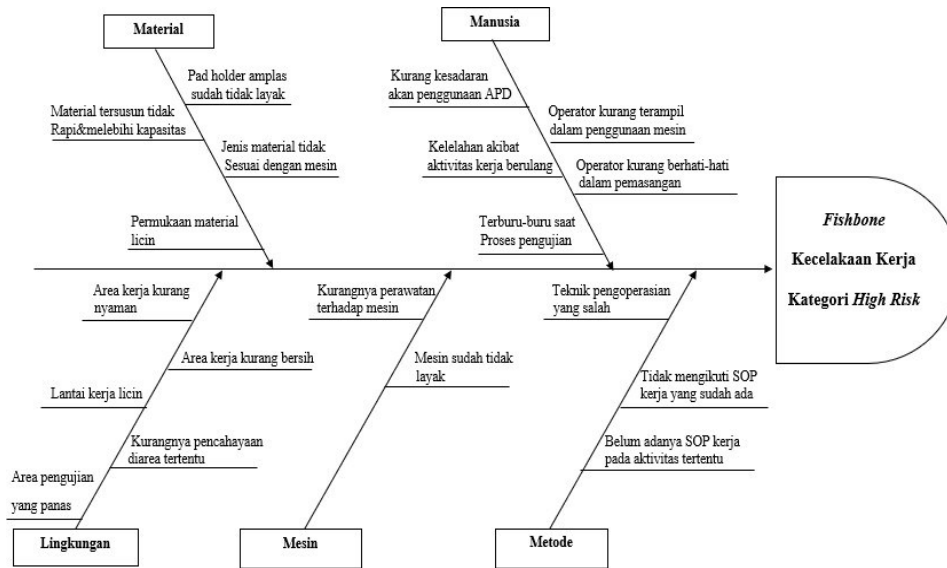 Material
Manusia
Pad holder amplas
sudah tidak layak
Material tersusun tidak
Rapi&melebihi kapasitas
Jenis material tidak
Sesuai dengan mesin
Permukaan material
licin
Kurang kesadaran
akan penggunaan APD
Operator kurang terampil
dalam penggunaan mesin
Kelelahan akibat
aktivitas kerja berulang
Operator kurang berhati-hati
dalam pemasangan
Terburu-buru saat
Proses pengujian
Fishbone
Kecelakaan Kerja
Kategori High Risk
Area kerja kurang
nyaman
Area kerja kurang bersih
Lantai kerja licin
Kurangnya pencahayaan
diarea tertentu
Area pengujian
yang panas
Kurangnya perawatan
terhadap mesin
Mesin sudah tidak
layak
Teknik pengoperasian
yang salah
Tidak mengikuti SOP
kerja yang sudah ada
Belum adanya SOP kerja
pada aktivitas tertentu
Lingkungan
Mesin
Metode